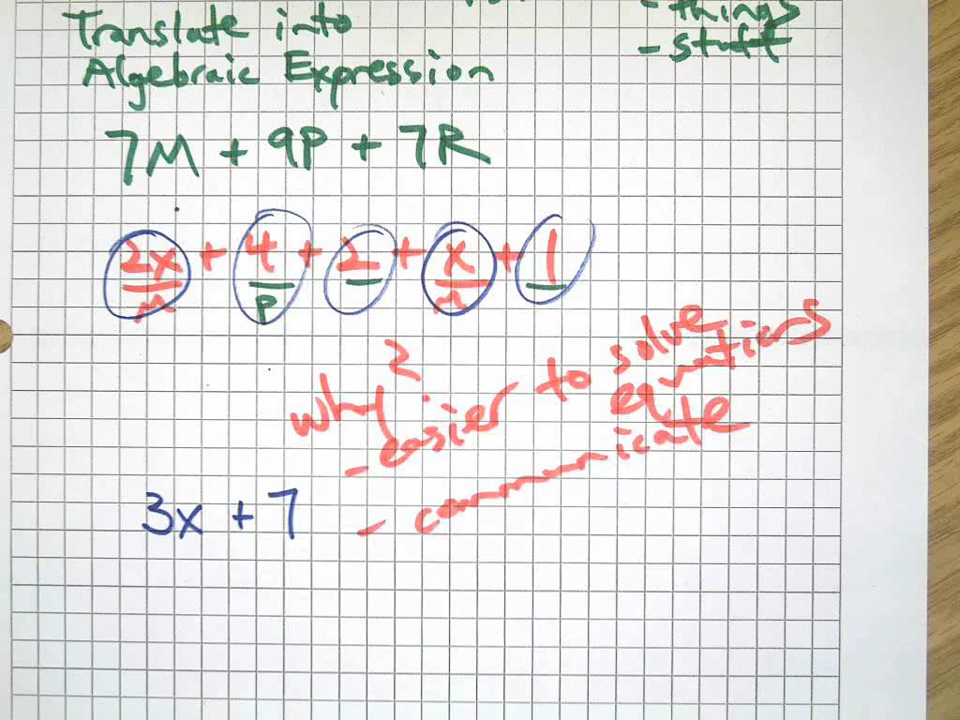 - things
Translate into
- stuff
Algebraic Expression
7M + 9P + 7R
2x + 4 + 2 + x + 1
M P M
why?
- easier to solve
equations
- communicate
3x + 7